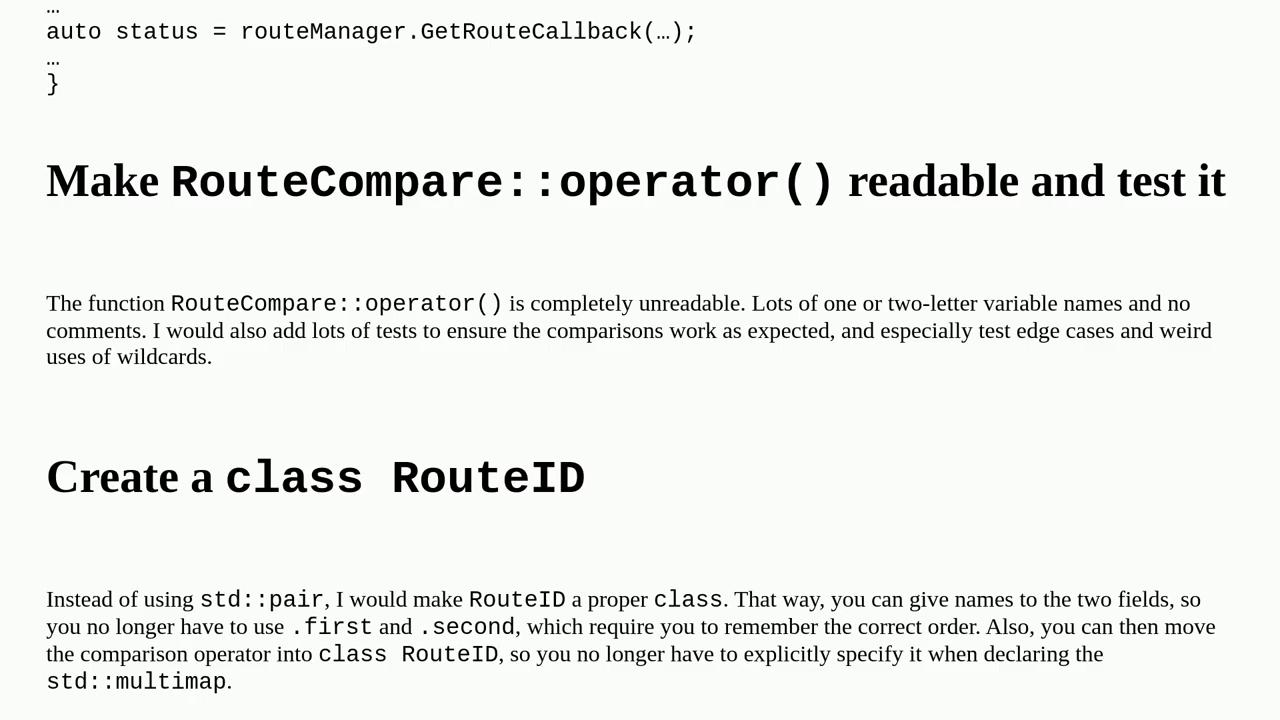 …
auto status = routeManager.GetRouteCallback(…);
…
}
Make RouteCompare::operator() readable and test it
The function RouteCompare::operator() is completely unreadable. Lots of one or two-letter variable names and no
comments. I would also add lots of tests to ensure the comparisons work as expected, and especially test edge cases and weird
uses of wildcards.
Create a class RouteID
Instead of using std::pair, I would make RouteID a proper class. That way, you can give names to the two fields, so
you no longer have to use .first and .second, which require you to remember the correct order. Also, you can then move
the comparison operator into class RouteID, so you no longer have to explicitly specify it when declaring the
std::multimap.